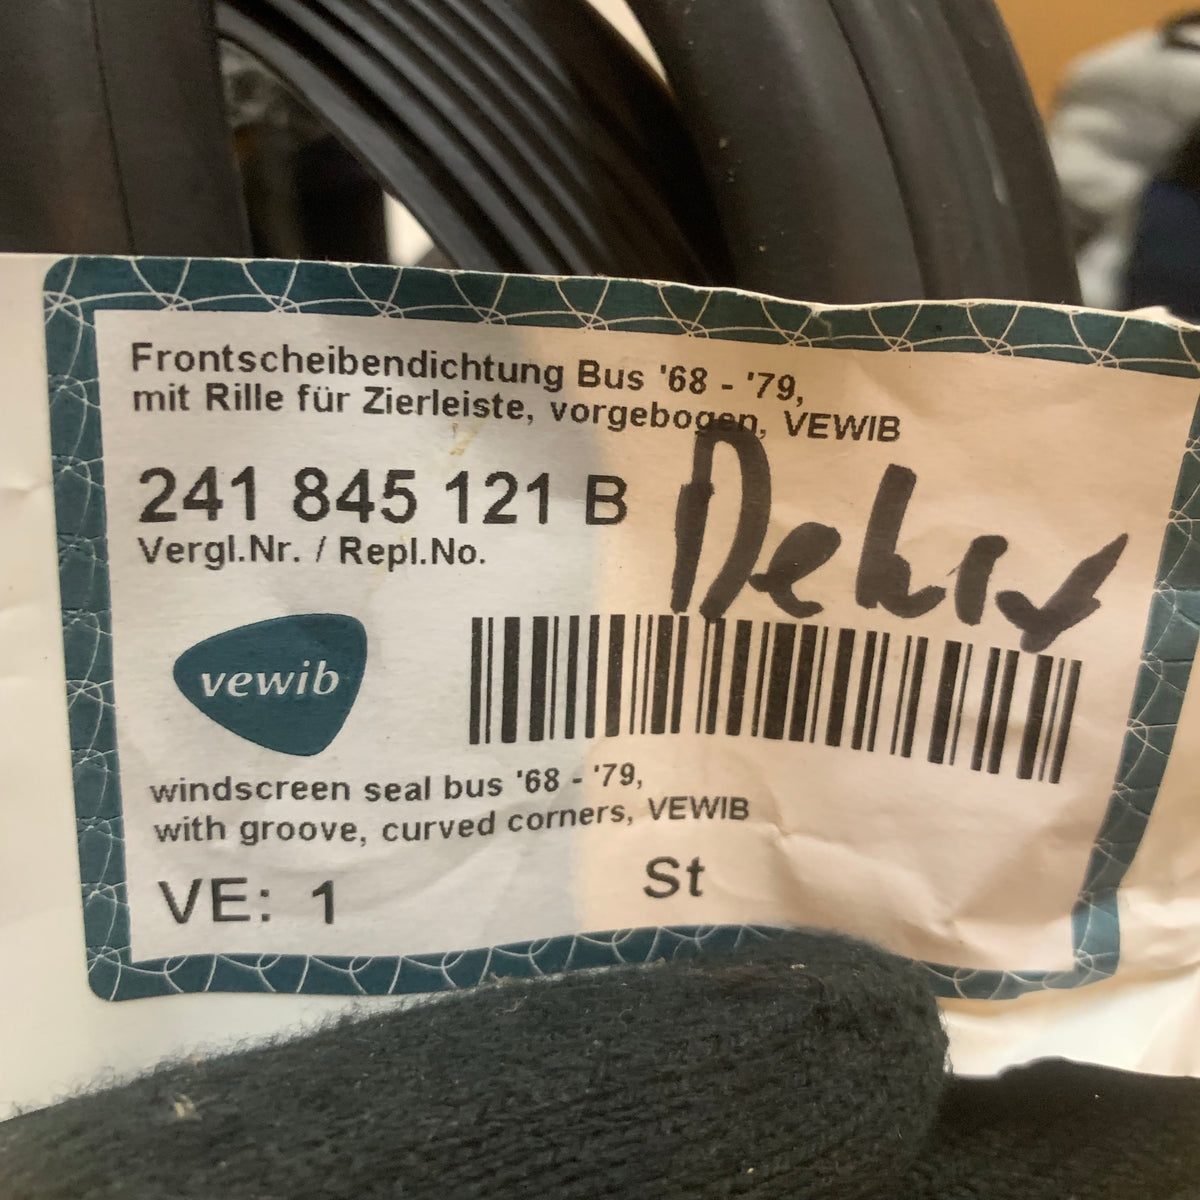 Frontscheibendichtung Bus '68 - '79,
mit Rille für Zierleiste, vorgebogen, VEWIB
241 845 121 B
Vergl.Nr. / Repl.No.
vewib
windscreen seal bus '68 - '79,
with groove, curved corners, VEWIB
VE: 1 St